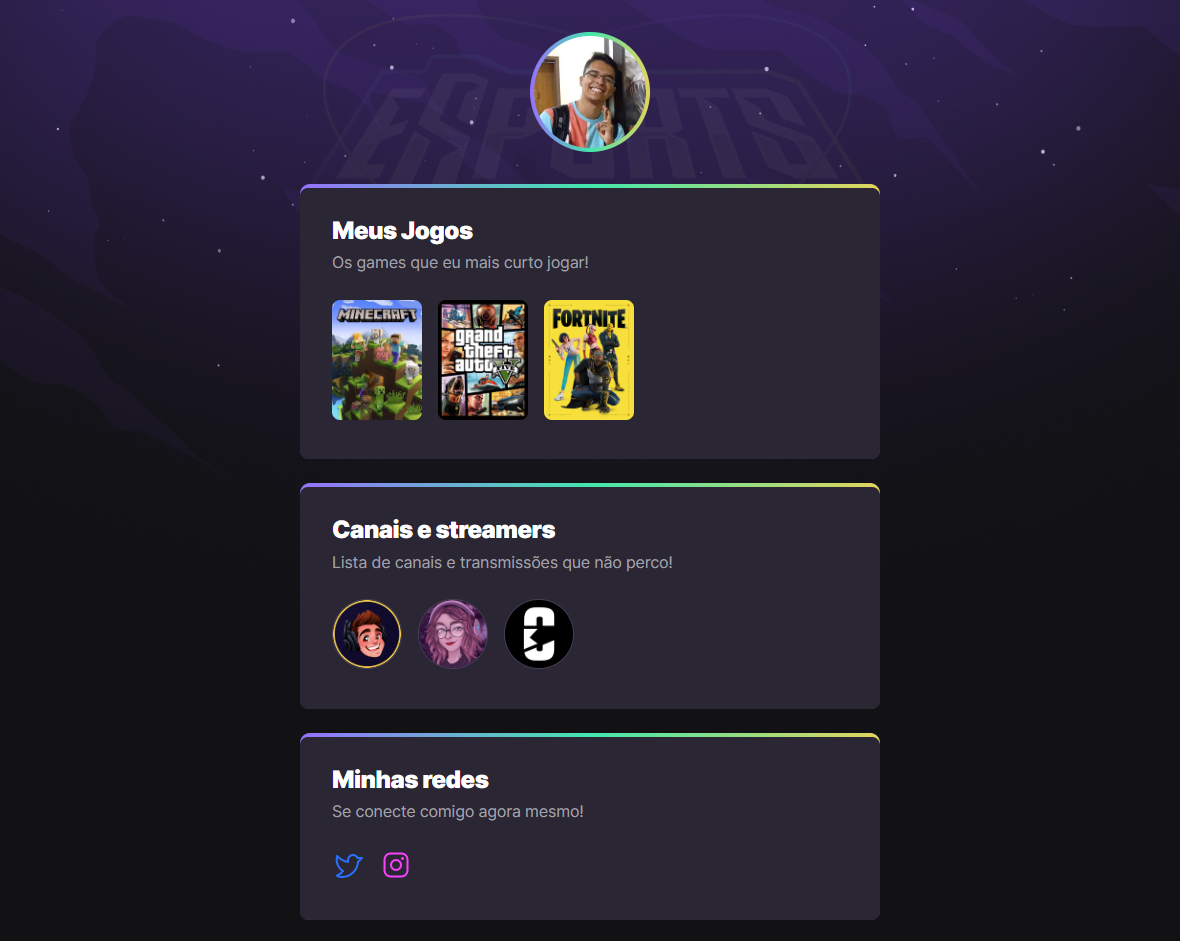 ESPORTS
Meus Jogos
Os games que eu mais curto jogar!
MINECRAFT
grand
theft
auto
V
FIVE
FORTNITE
Canais e streamers
Lista de canais e transmissões que não perco!
Minhas redes
Se conecte comigo agora mesmo!